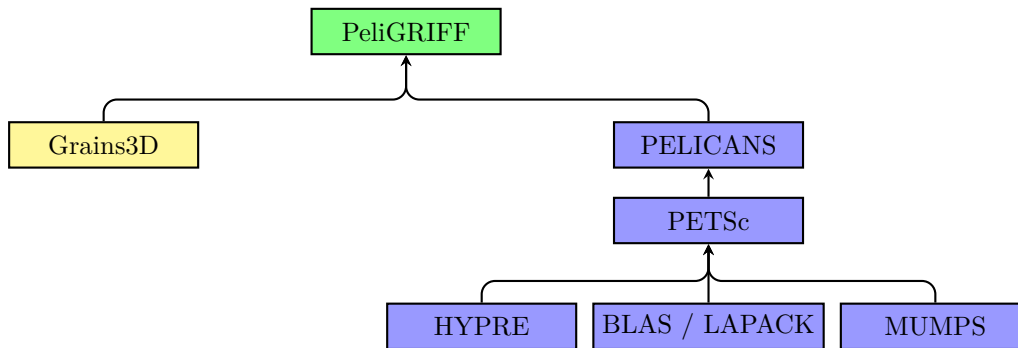 PeliGRIFF
Grains3D
PELICANS
PETSc
HYPRE
BLAS / LAPACK
MUMPS